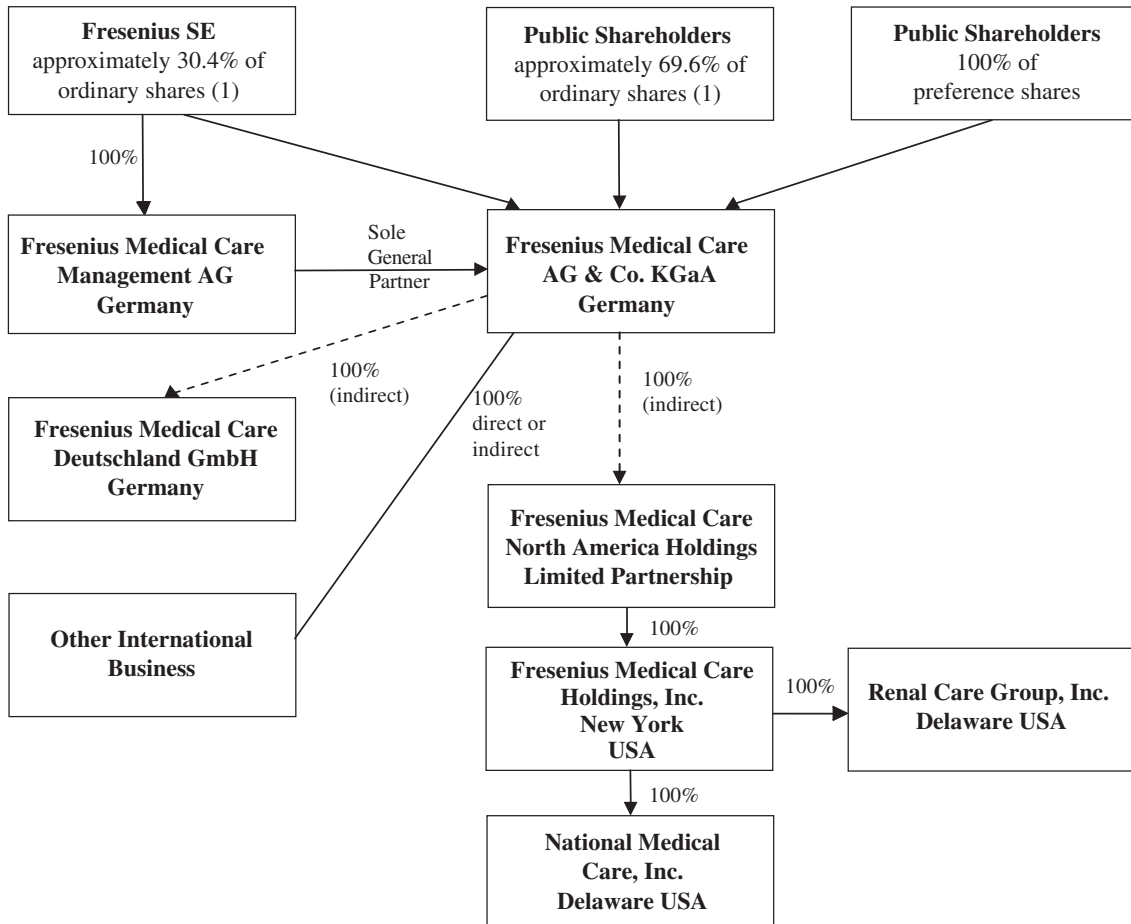 Fresenius SE
approximately 30.4% of
ordinary shares (1)
Public Shareholders
approximately 69.6% of
ordinary shares (1)
Public Shareholders
100% of
preference shares
100%
Fresenius Medical Care
Management AG
Germany
Sole
General
Partner
Fresenius Medical Care
AG & Co. KGaA
Germany
100%
(indirect)
100%
direct or
indirect
100%
(indirect)
Fresenius Medical Care
Deutschland GmbH
Germany
Fresenius Medical Care
North America Holdings
Limited Partnership
Other International
Business
100%
Fresenius Medical Care
Holdings, Inc.
New York
USA
100%
Renal Care Group, Inc.
Delaware USA
100%
National Medical
Care, Inc.
Delaware USA